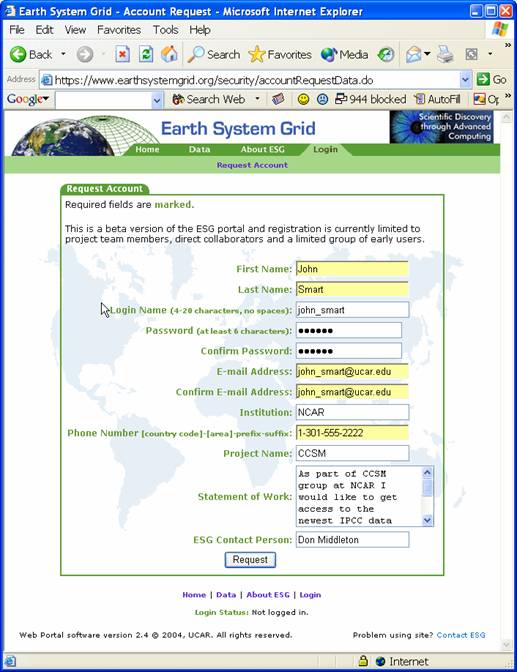 Earth System Grid - Account Request - Microsoft Internet Explorer
File Edit View Favorites Tools Help
Back Search Favorites Media
Address https://www.earthsystemgrid.org/security/accountRequestData.do Go
Google Search Web 944 blocked AutoFill
Earth System Grid
Scientific Discovery
through Advanced
Computing
Home Data About ESG Login
Request Account
Request Account
Required fields are marked.
This is a beta version of the ESG portal and registration is currently limited to
project team members, direct collaborators and a limited group of early users.
First Name: John
Last Name: Smart
Login Name (4-20 characters, no spaces): john_smart
Password (at least 6 characters): ●●●●●●
Confirm Password: ●●●●●●
E-mail Address: john_smart@ucar.edu
Confirm E-mail Address: john_smart@ucar.edu
Institution: NCAR
Phone Number [country code]-[area]-prefix-suffix: 1-301-555-2222
Project Name: CCSM
Statement of Work: As part of CCSM
group at NCAR I
would like to get
access to the
newest IPCC data
ESG Contact Person: Don Middleton
Request
Home | Data | About ESG | Login
Login Status: Not logged in.
Web Portal software version 2.4 © 2004, UCAR. All rights reserved. Problem using site? Contact ESG
Internet